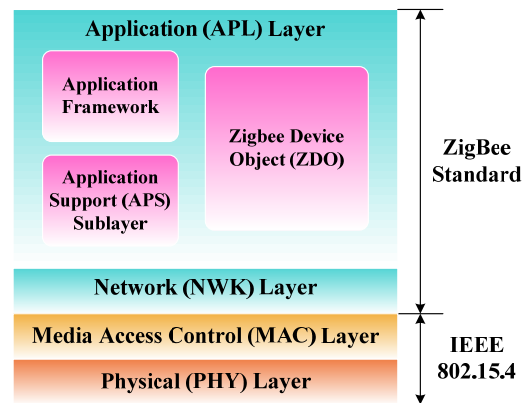 Application (APL) Layer
Application
Framework
Zigbee Device
Object (ZDO)
Application
Support (APS)
Sublayer
Network (NWK) Layer
Media Access Control (MAC) Layer
Physical (PHY) Layer
ZigBee
Standard
IEEE
802.15.4